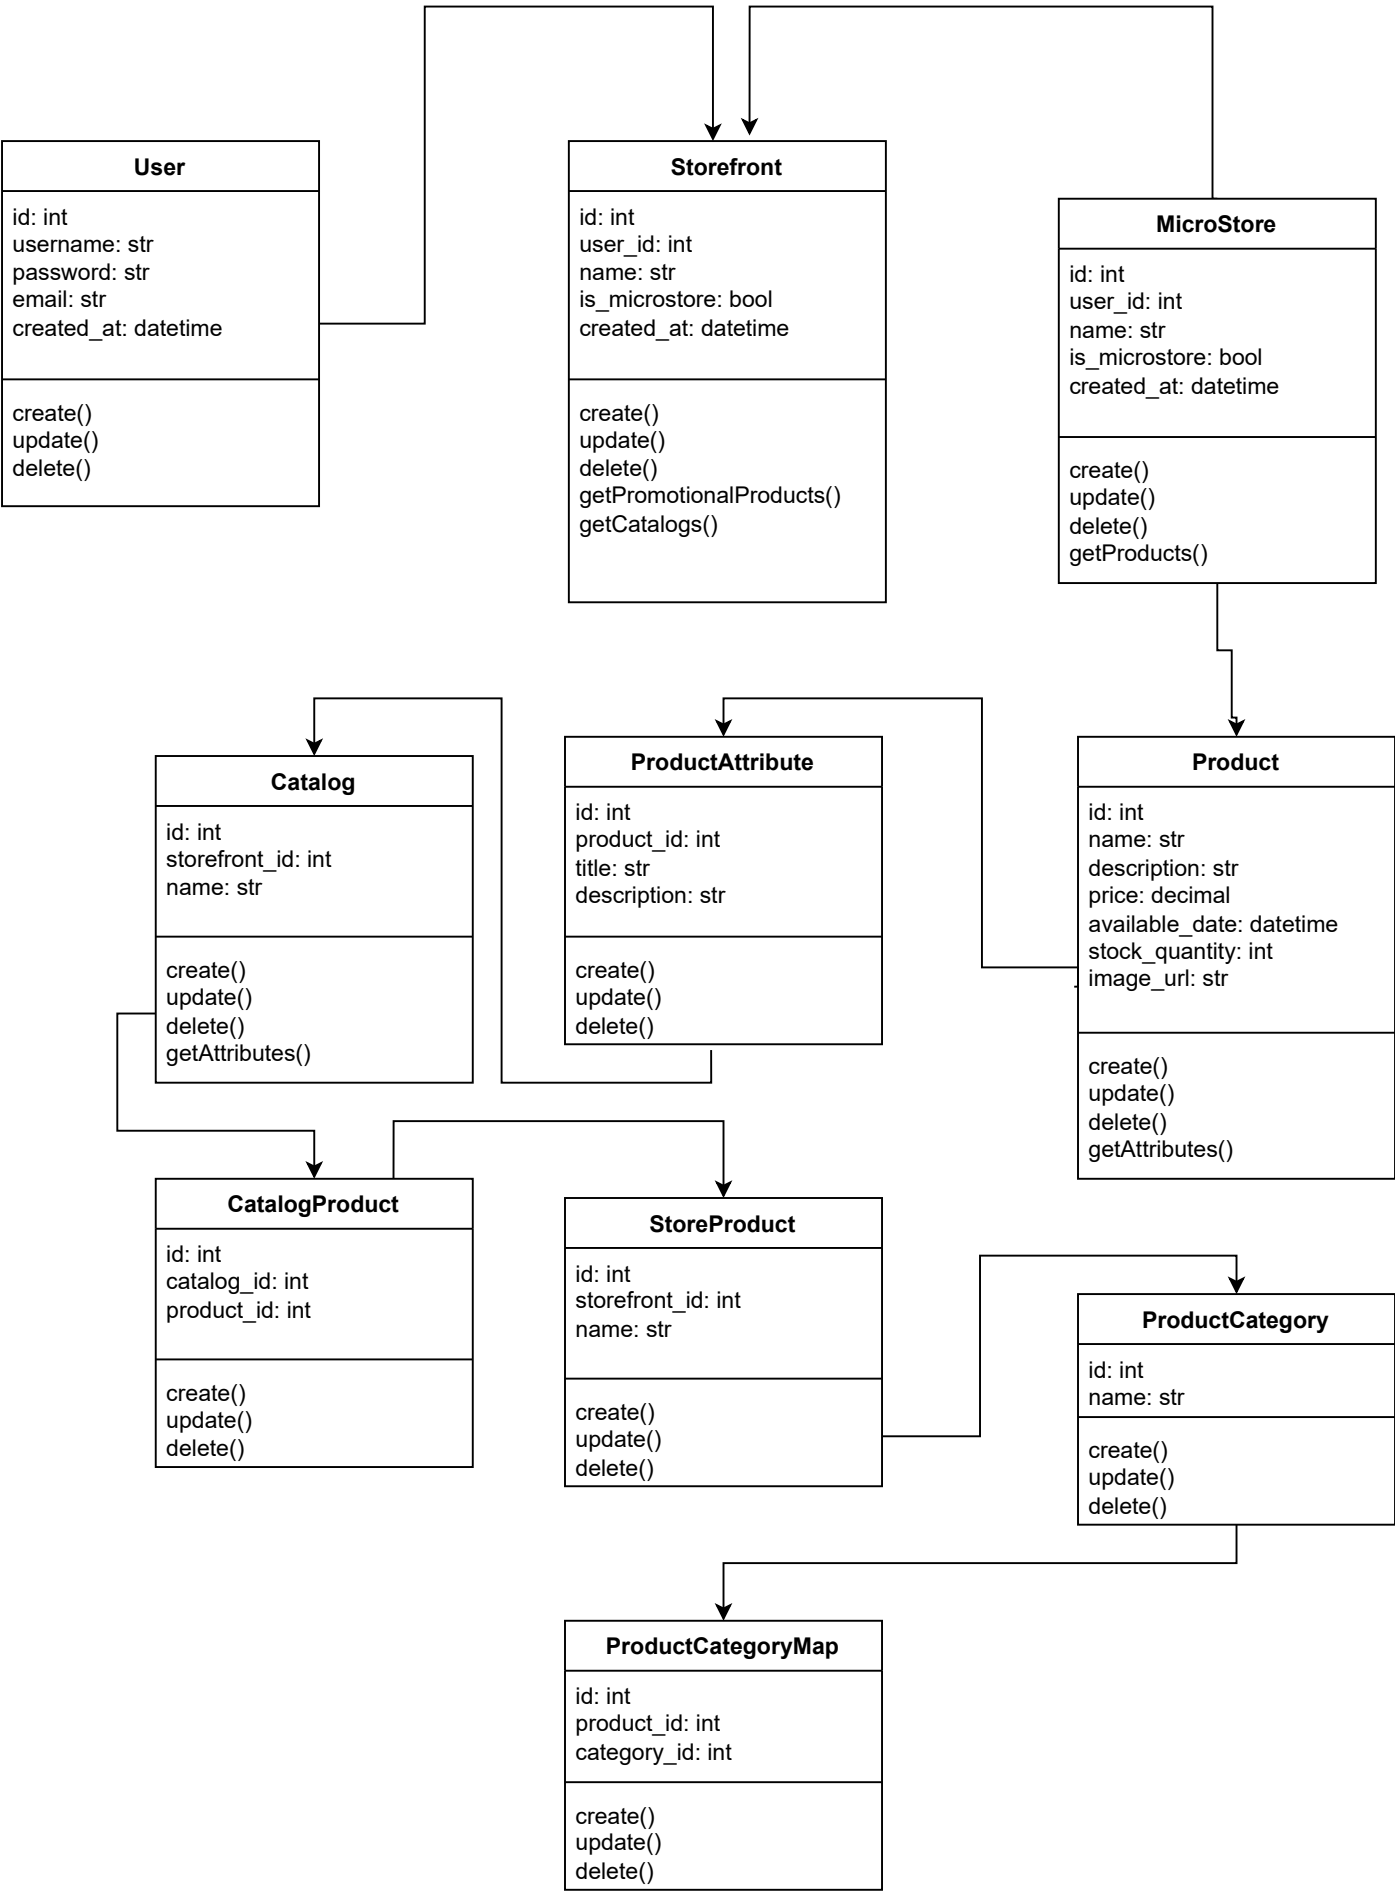 User
id: int
username: str
password: str
email: str
created_at: datetime
create()
update()
delete()
Storefront
id: int
user_id: int
name: str
is_microstore: bool
created_at: datetime
create()
update()
delete()
getPromotionalProducts()
getCatalogs()
MicroStore
id: int
user_id: int
name: str
is_microstore: bool
created_at: datetime
create()
update()
delete()
getProducts()
Catalog
id: int
storefront_id: int
name: str
create()
update()
delete()
getAttributes()
ProductAttribute
id: int
product_id: int
title: str
description: str
create()
update()
delete()
Product
id: int
name: str
description: str
price: decimal
available_date: datetime
stock_quantity: int
image_url: str
create()
update()
delete()
getAttributes()
CatalogProduct
id: int
catalog_id: int
product_id: int
create()
update()
delete()
StoreProduct
id: int
storefront_id: int
name: str
create()
update()
delete()
ProductCategory
id: int
name: str
create()
update()
delete()
ProductCategoryMap
id: int
product_id: int
category_id: int
create()
update()
delete()